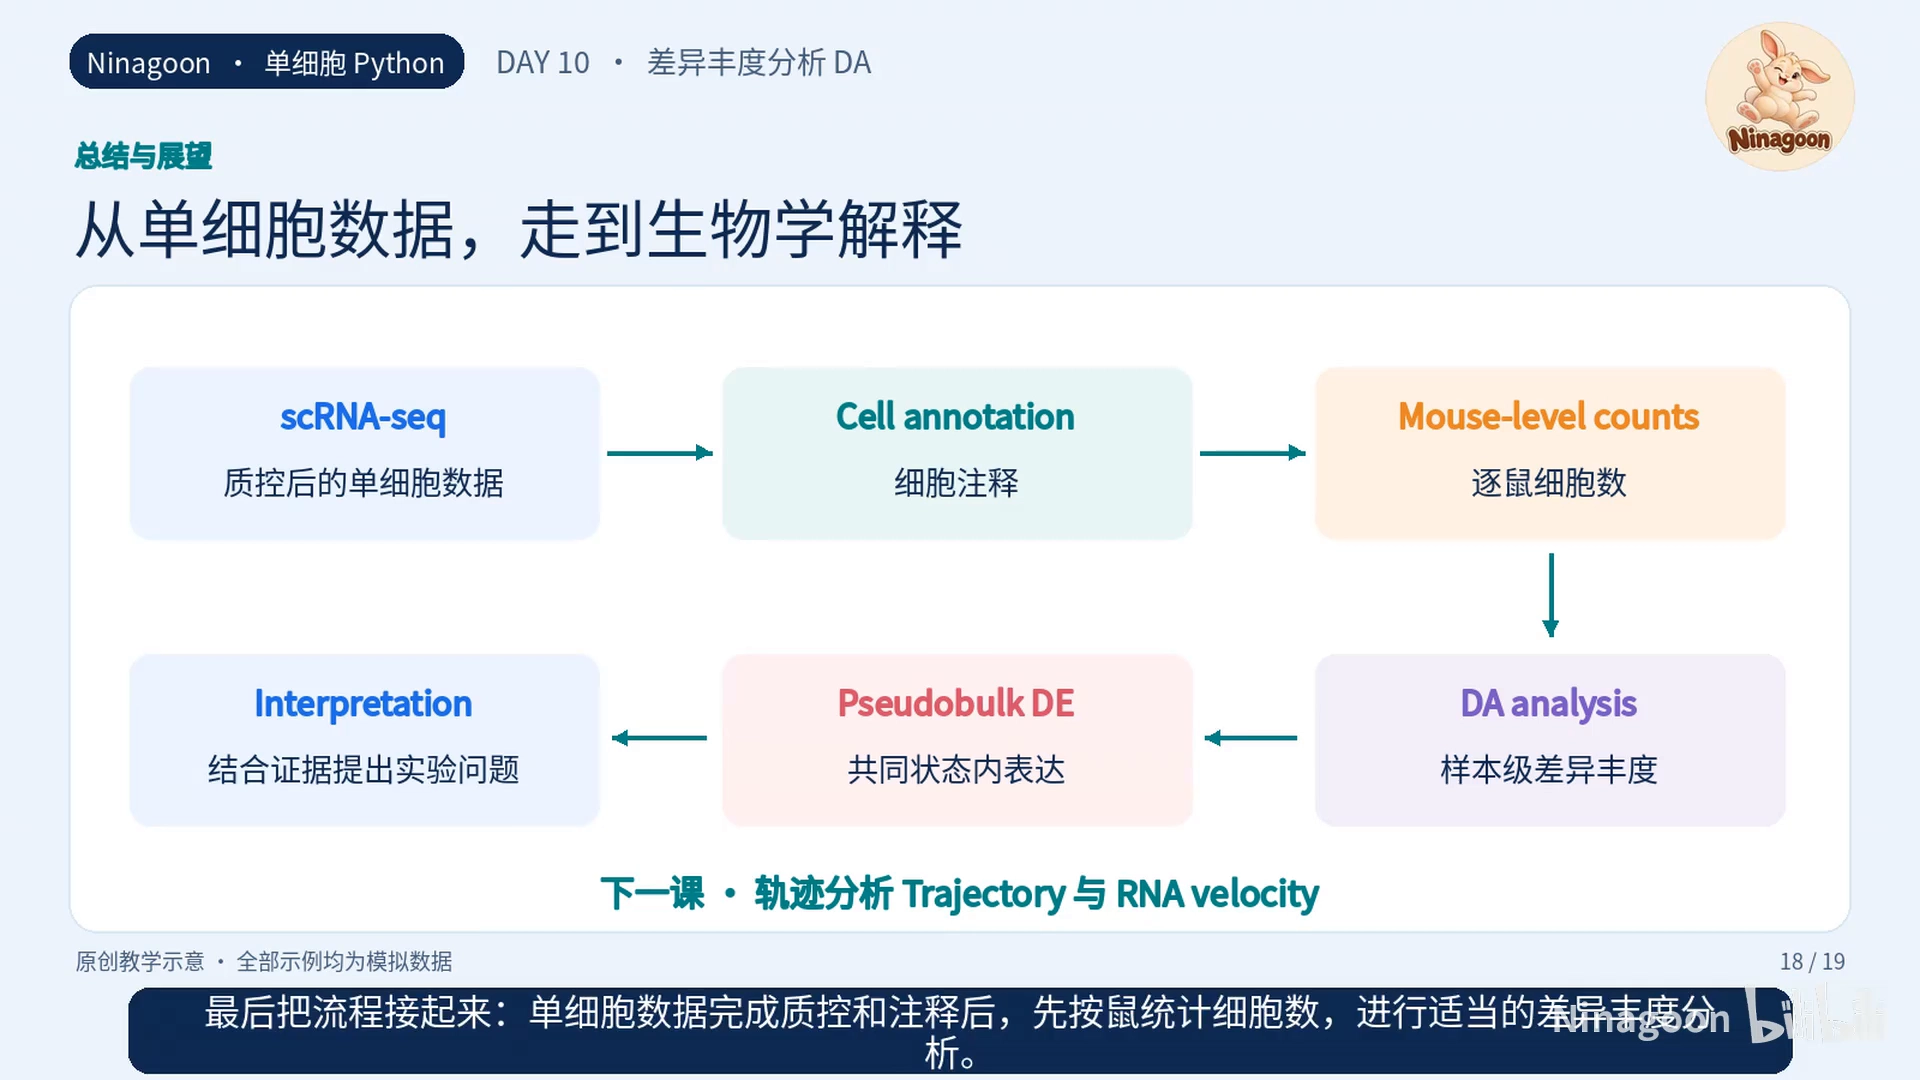 Ninagoon · 单细胞 Python
DAY 10 · 差异丰度分析 DA
Ninagoon
总结与展望
从单细胞数据，走到生物学解释
scRNA-seq
质控后的单细胞数据
Cell annotation
细胞注释
Mouse-level counts
逐鼠细胞数
Interpretation
结合证据提出实验问题
Pseudobulk DE
共同状态内表达
DA analysis
样本级差异丰度
下一课 · 轨迹分析 Trajectory 与 RNA velocity
原创教学示意 · 全部示例均为模拟数据
18 / 19
最后把流程接起来：单细胞数据完成质控和注释后，先按鼠统计细胞数，进行适当的差异丰度分
析。
Ninagoon bilibili